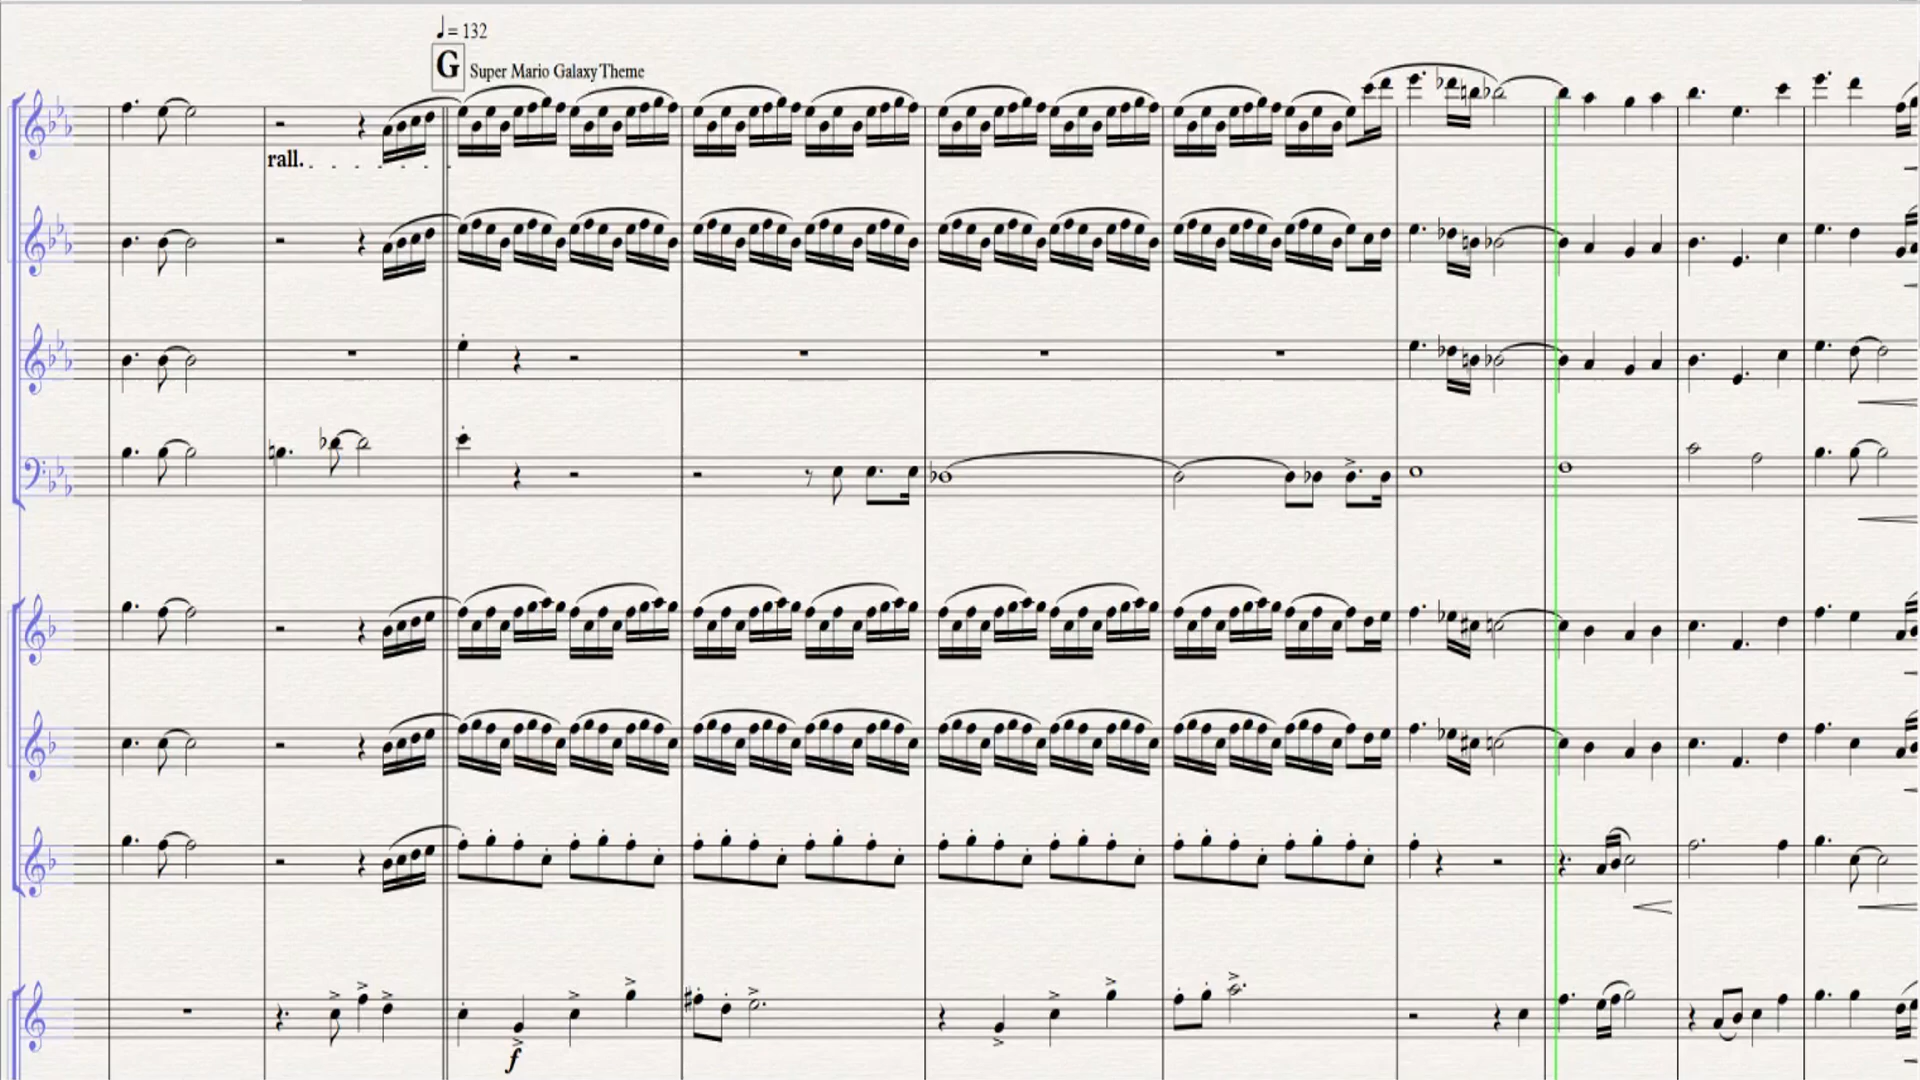 ♩= 132
G Super Mario Galaxy Theme
rall.
f